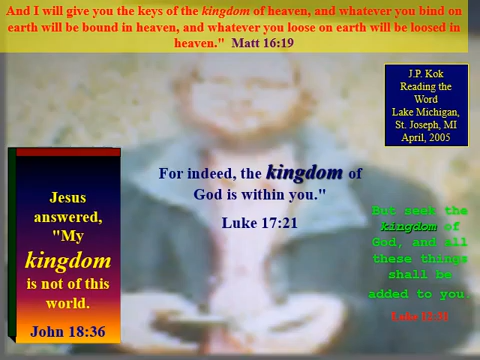 And I will give you the keys of the kingdom of heaven, and whatever you bind on
earth will be bound in heaven, and whatever you loose on earth will be loosed in
heaven." Matt 16:19
J.P. Kok
Reading the
Word
Lake Michigan,
St. Joseph, MI
April, 2005
For indeed, the kingdom of
God is within you."
Luke 17:21
Jesus
answered,
"My
kingdom
is not of this
world.
John 18:36
But seek the
kingdom of
God, and all
these things
shall be
added to you.
Luke 12:31